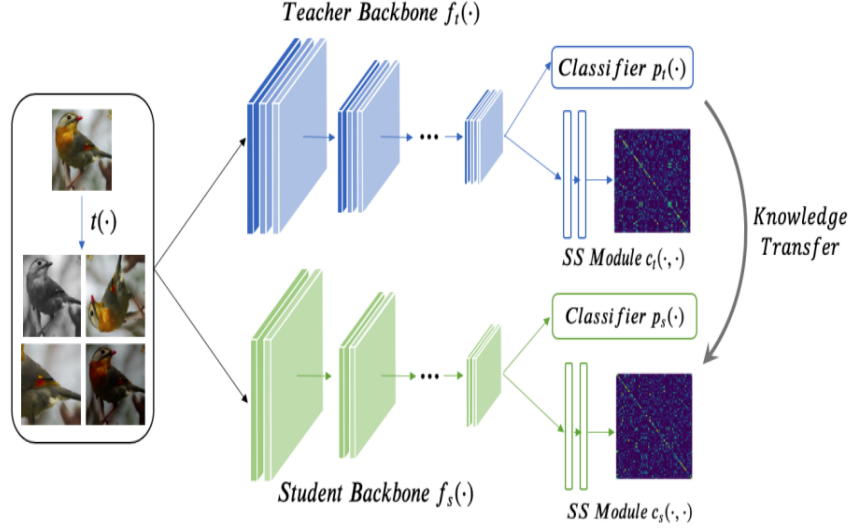 Teacher Backbone f_t(·)
Classifier p_t(·)
t(·)
•••
SS Module c_t(·,·)
Knowledge
Transfer
Classifier p_s(·)
•••
Student Backbone f_s(·)
SS Module c_s(·,·)